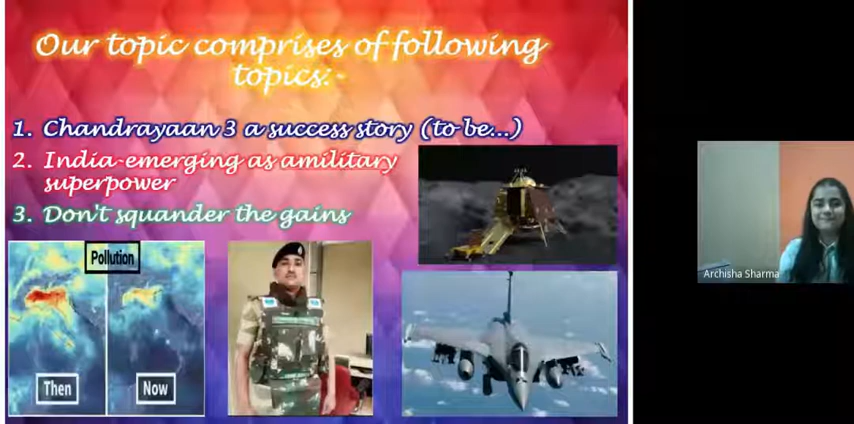 Our topic comprises of following
topics:-
1. Chandrayaan 3 a success story (to be...)
2. India emerging as amilitary
superpower
3. Don't squander the gains
Pollution
Then
Now
Archisha Sharma